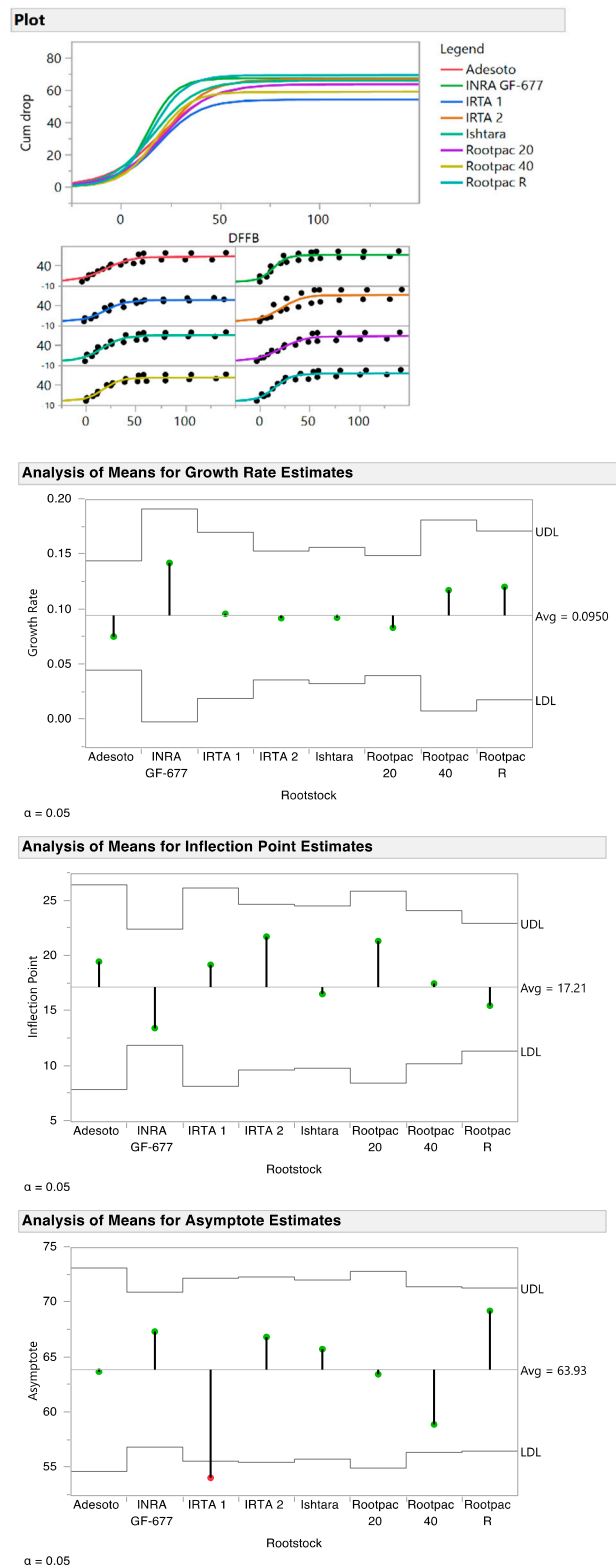 Plot
Legend
Adesoto
INRA GF-677
IRTA 1
IRTA 2
Ishtara
Rootpac 20
Rootpac 40
Rootpac R
Cum drop
80
60
40
20
0
0 50 100
DFFB
40
-10
40
-10
40
-10
40
-10
0 50 100 0 50 100
Analysis of Means for Growth Rate Estimates
Growth Rate
0.20
0.15
0.10
0.05
0.00
UDL
Avg = 0.0950
LDL
Adesoto INRA GF-677 IRTA 1 IRTA 2 Ishtara Rootpac 20 Rootpac 40 Rootpac R
Rootstock
α = 0.05
Analysis of Means for Inflection Point Estimates
Inflection Point
25
20
15
10
5
UDL
Avg = 17.21
LDL
Adesoto INRA GF-677 IRTA 1 IRTA 2 Ishtara Rootpac 20 Rootpac 40 Rootpac R
Rootstock
α = 0.05
Analysis of Means for Asymptote Estimates
Asymptote
75
70
65
60
55
UDL
Avg = 63.93
LDL
Adesoto INRA GF-677 IRTA 1 IRTA 2 Ishtara Rootpac 20 Rootpac 40 Rootpac R
Rootstock
α = 0.05